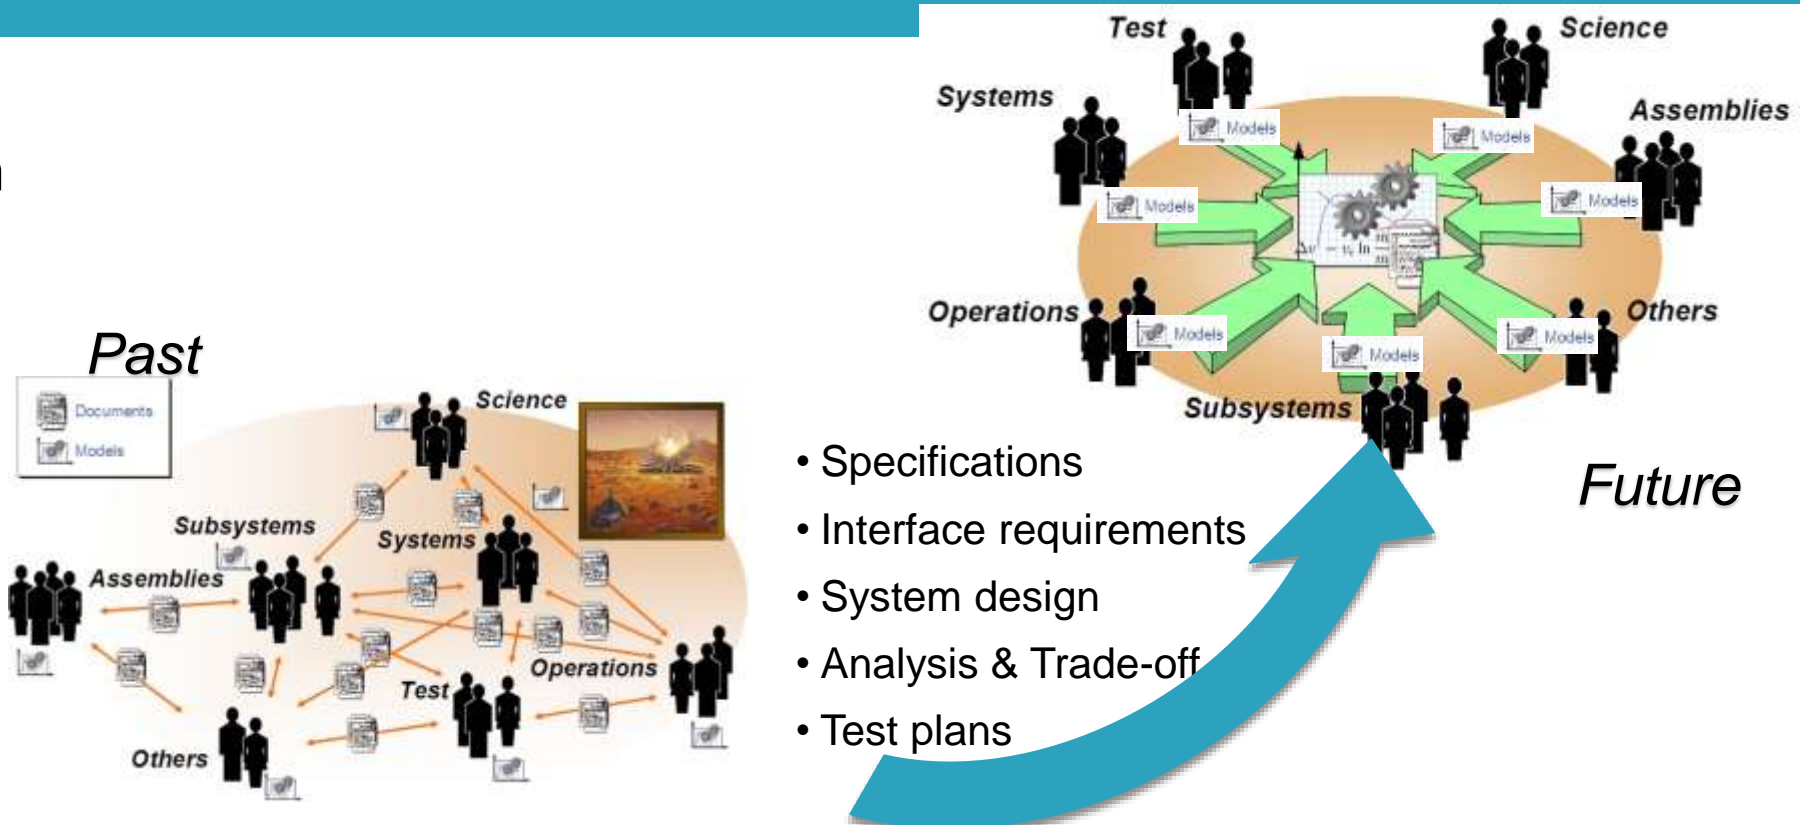 Past
Documents
Models
Science
Subsystems
Systems
Assemblies
Operations
Test
Others
• Specifications
• Interface requirements
• System design
• Analysis & Trade-off
• Test plans
Test
Science
Systems
Assemblies
Models
Models
Models
Models
Operations
Others
Models
Models
Models
Subsystems
Future